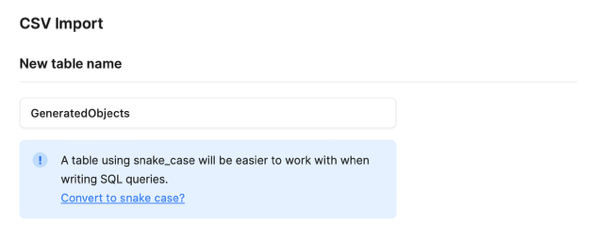 CSV Import
New table name
GeneratedObjects
! A table using snake_case will be easier to work with when
writing SQL queries.
Convert to snake case?